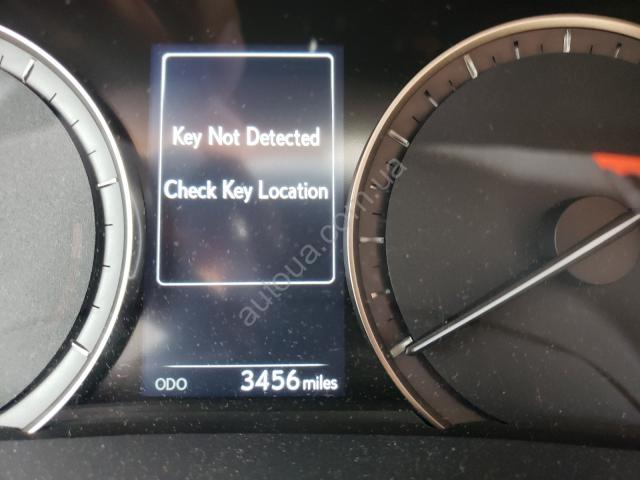 Key Not Detected
Check Key Location
autoua.com.ua
ODO 3456 miles